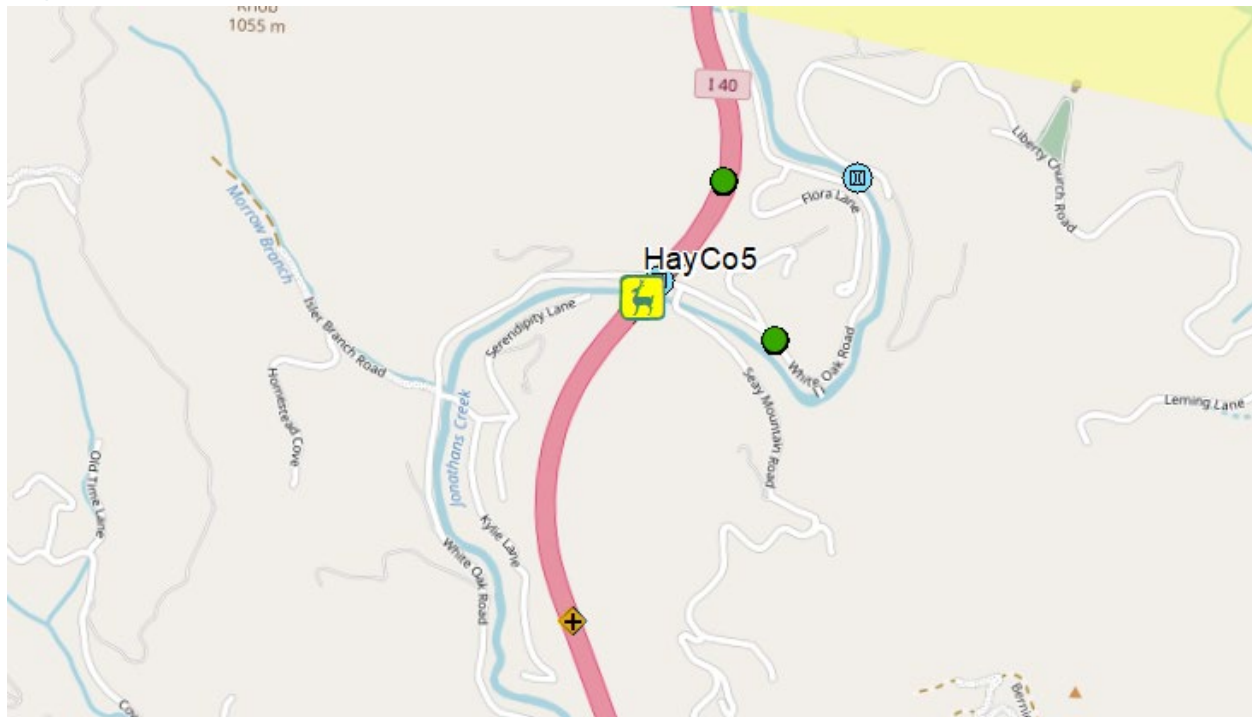 Knob
1055 m
I 40
Liberty Church Road
Flora Lane
Morrow Branch
HayCo5
Serendipity Lane
Isler Branch Road
White Oak Road
Homestead Cove
Seay Mountain Road
Leming Lane
Jonathans Creek
Old Time Lane
Kylie Lane
White Oak Road